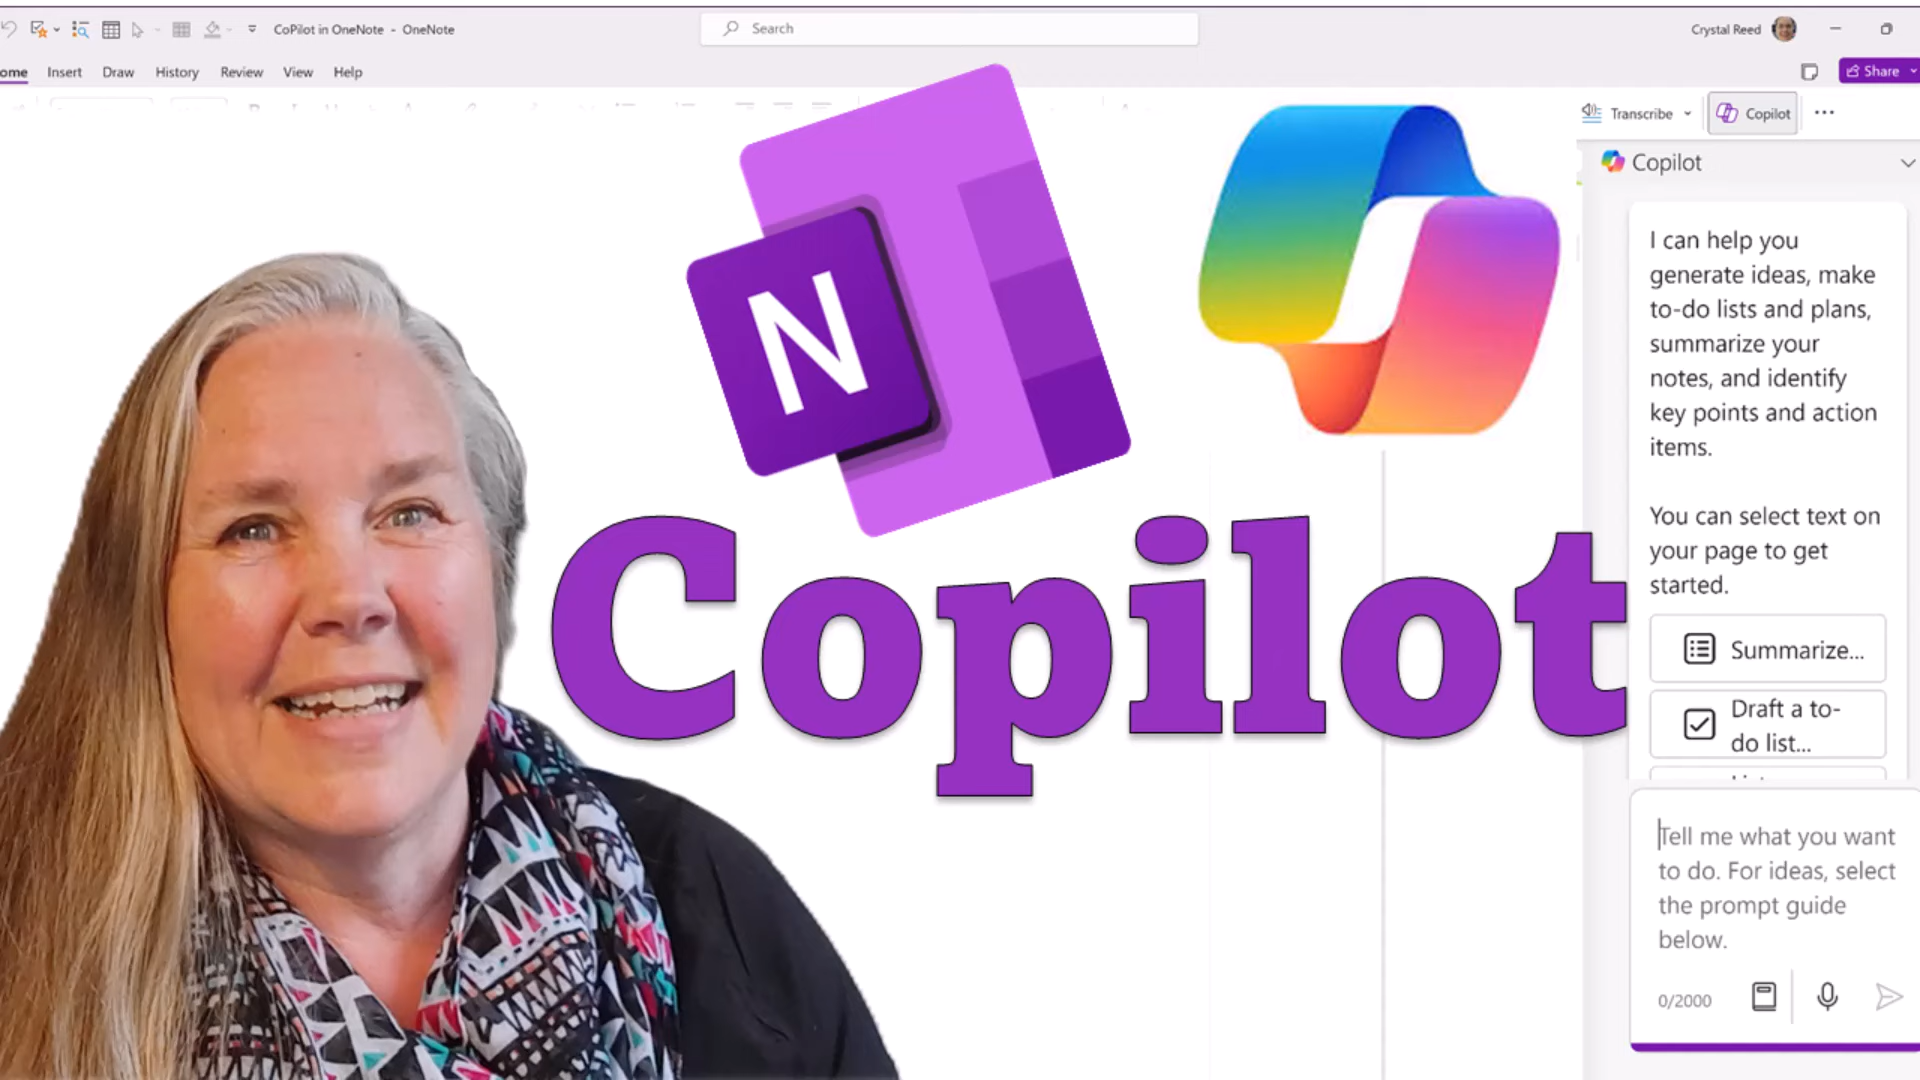 CoPilot in OneNote - OneNote
Search
Crystal Reed
ome Insert Draw History Review View Help
Share
Transcribe
Copilot
Copilot
I can help you
generate ideas, make
to-do lists and plans,
summarize your
notes, and identify
key points and action
items.
You can select text on
your page to get
started.
Summarize...
Draft a to-
do list...
N
Copilot
Tell me what you want
to do. For ideas, select
the prompt guide
below.
0/2000